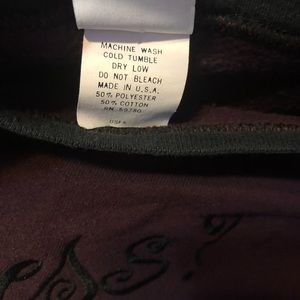 MACHINE WASH
COLD TUMBLE
DRY LOW
DO NOT BLEACH
MADE IN U.S.A.
50% POLYESTER
50% COTTON